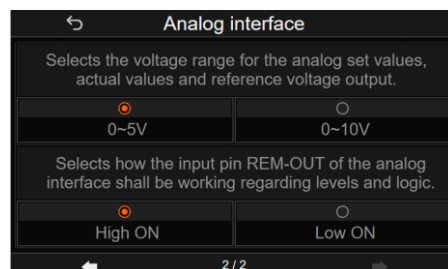 Analog interface
Selects the voltage range for the analog set values,
actual values and reference voltage output.
0~5V
0~10V
Selects how the input pin REM-OUT of the analog
interface shall be working regarding levels and logic.
High ON
Low ON
2/2